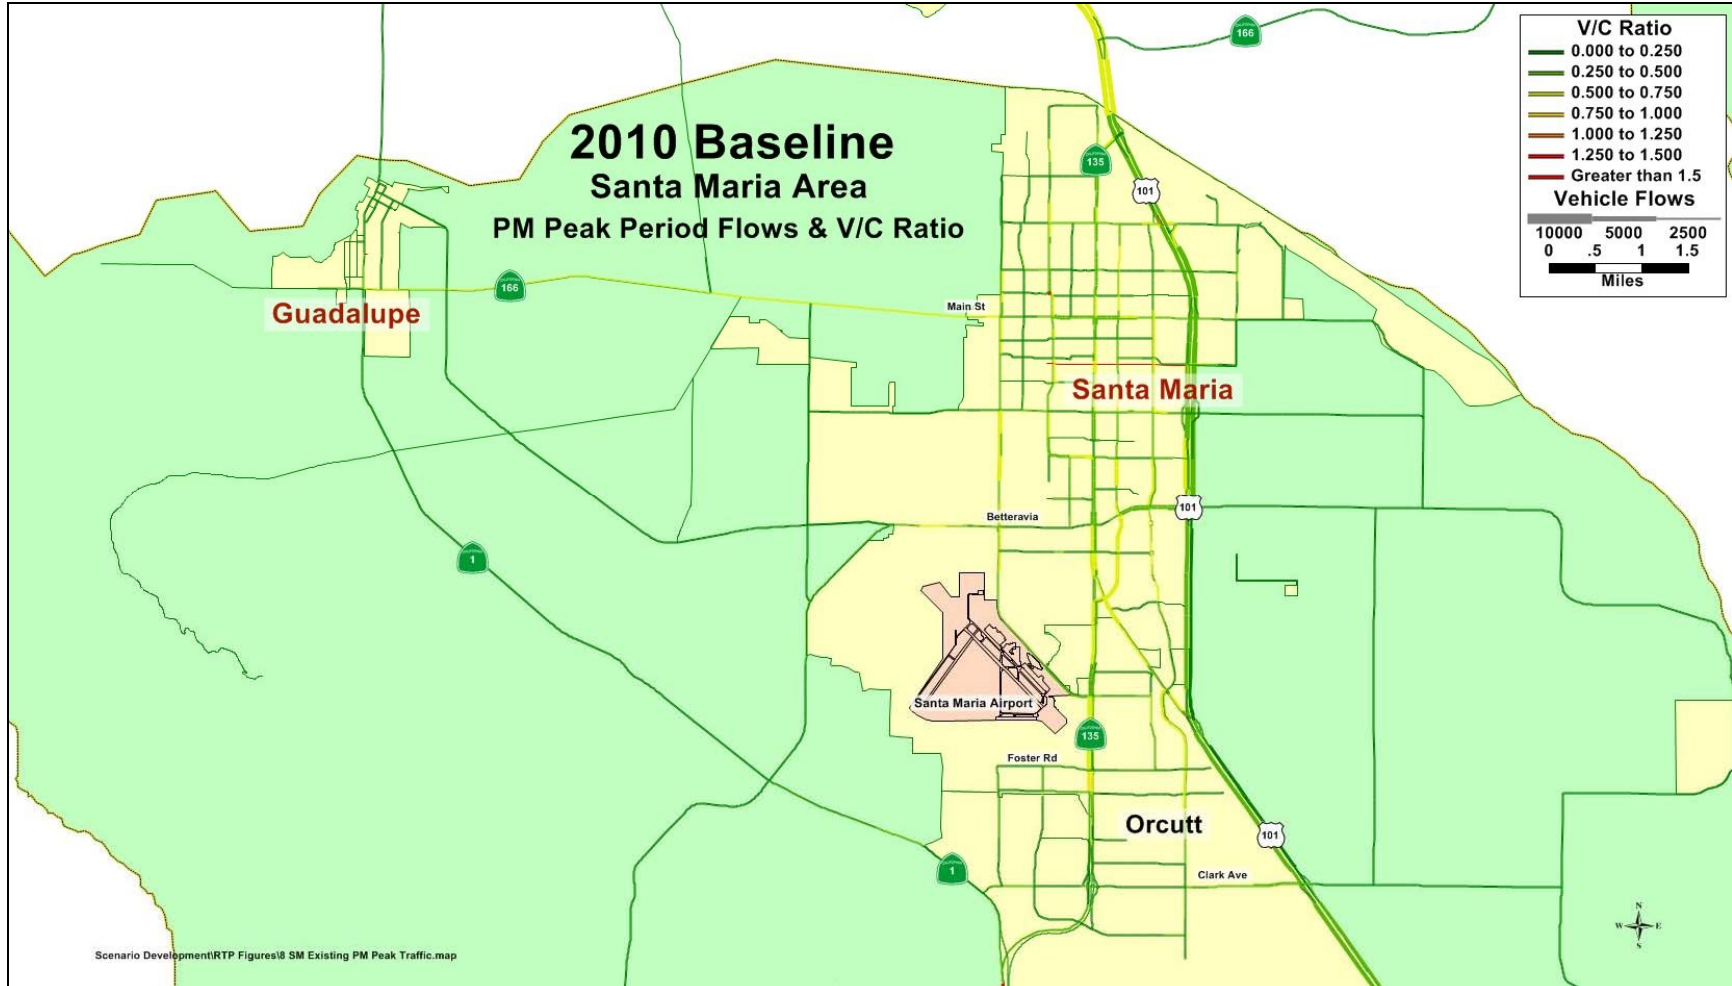 2010 Baseline
Santa Maria Area
PM Peak Period Flows & V/C Ratio
V/C Ratio
0.000 to 0.250
0.250 to 0.500
0.500 to 0.750
0.750 to 1.000
1.000 to 1.250
1.250 to 1.500
Greater than 1.5
Vehicle Flows
10000 5000 2500
0 .5 1 1.5
Miles
166
135
101
166
Guadalupe
Main St
Santa Maria
101
Betteravia
1
Santa Maria Airport
135
Foster Rd
Orcutt
101
1
Clark Ave
N
W E
S
Scenario Development\RTP Figures\8 SM Existing PM Peak Traffic.map